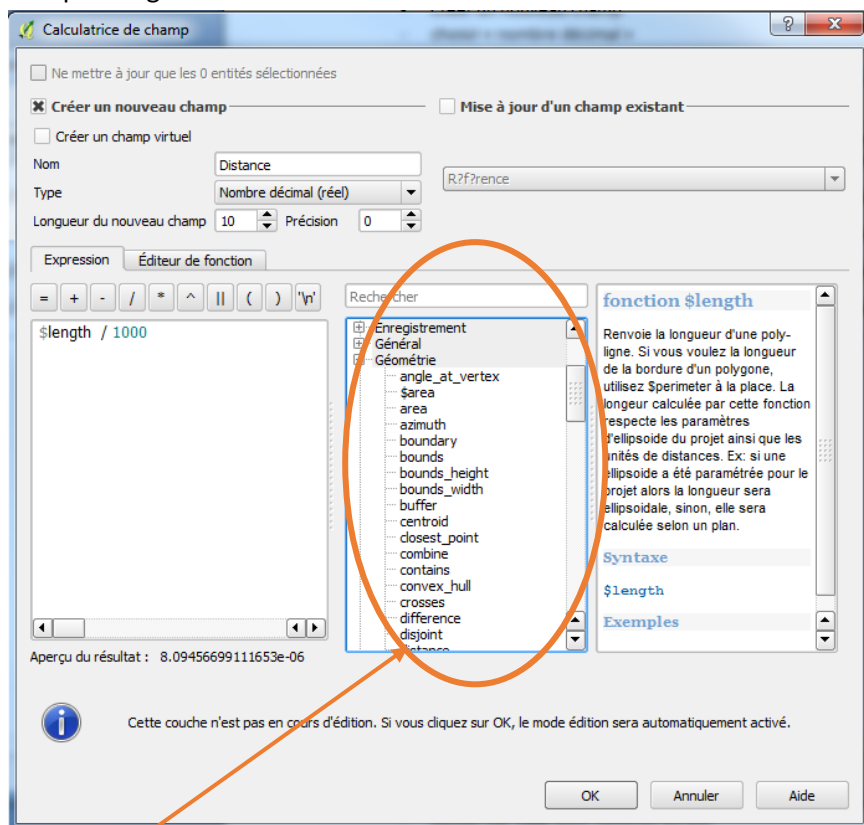 Calculatrice de champ
Ne mettre à jour que les 0 entités sélectionnées
Créer un nouveau champ
Mise à jour d'un champ existant
Créer un champ virtuel
Nom
Distance
R?f?rence
Type
Nombre décimal (réel)
Longueur du nouveau champ
10
Précision
0
Expression
Éditeur de fonction
= + - / * ^ || ( ) '\n'
$length / 1000
Rechercher
Enregistrement
Général
Géométrie
angle_at_vertex
$area
area
azimuth
boundary
bounds
bounds_height
bounds_width
buffer
centroid
closest_point
combine
contains
convex_hull
crosses
difference
disjoint
distance
fonction $length
Renvoie la longueur d'une poly-
ligne. Si vous voulez la longueur
de la bordure d'un polygone,
utilisez $perimeter à la place. La
longeur calculée par cette fonction
respecte les paramètres
d'ellipsoide du projet ainsi que les
unités de distances. Ex: si une
ellipsoide a été paramétrée pour le
projet alors la longueur sera
ellipsoidale, sinon, elle sera
calculée selon un plan.
Syntaxe
$length
Exemples
Aperçu du résultat : 8.09456699111653e-06
Cette couche n'est pas en cours d'édition. Si vous cliquez sur OK, le mode édition sera automatiquement activé.
OK
Annuler
Aide